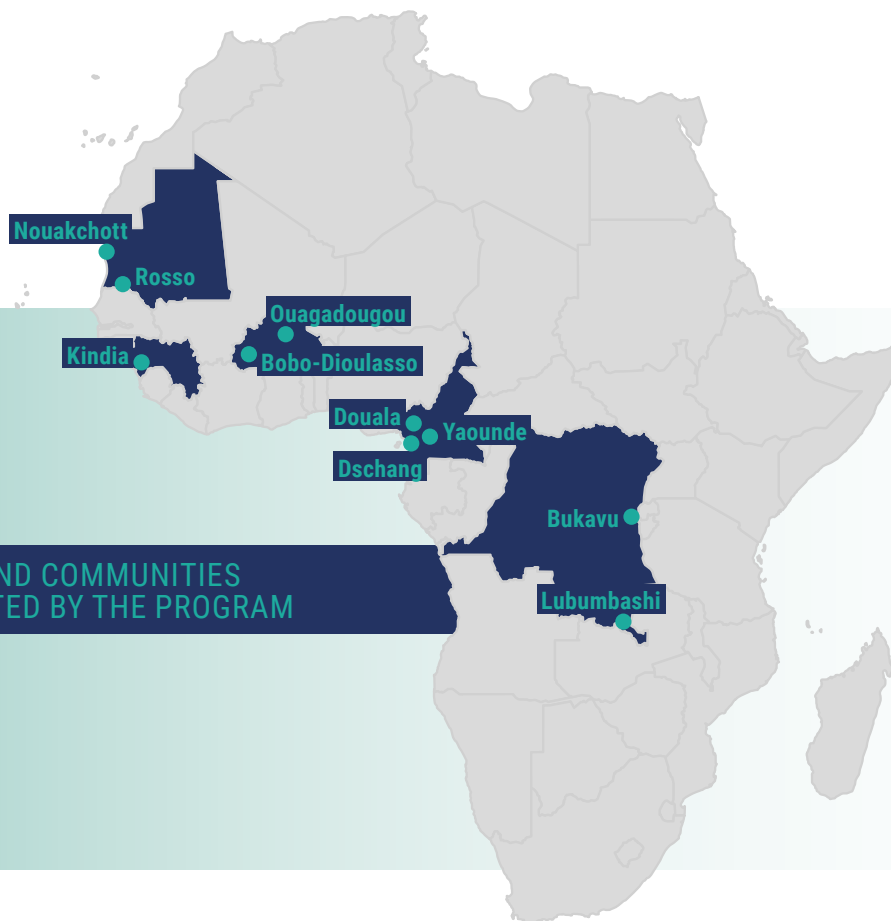 Nouakchott
Rosso
Ouagadougou
Kindia
Bobo-Dioulasso
Douala
Yaounde
Dschang
Bukavu
ND COMMUNITIES
TED BY THE PROGRAM
Lubumbashi